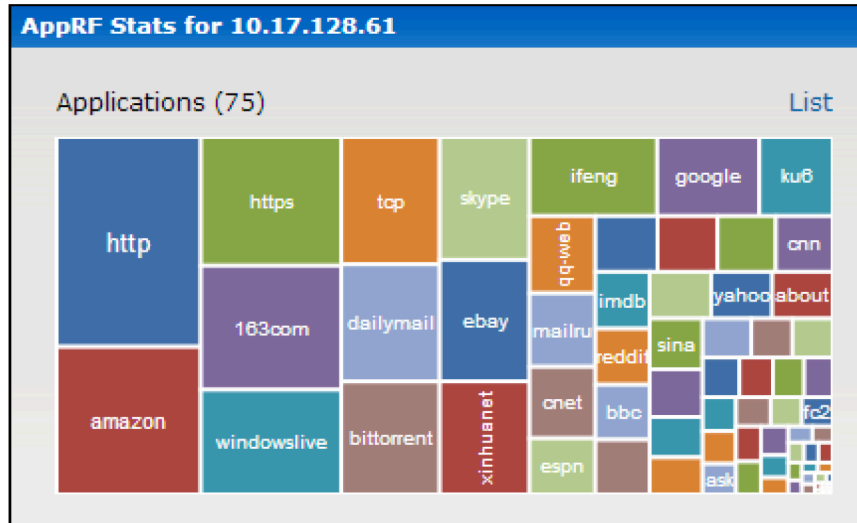 AppRF Stats for 10.17.128.61
Applications (75)
List
http
https
tcp
skype
ifeng
google
ku6
qq-web
cnn
163com
dailymail
ebay
mailru
imdb
yahoo
about
reddit
sina
amazon
windowslive
bittorrent
xinhuanet
cnet
bbc
fc2
espn
ask